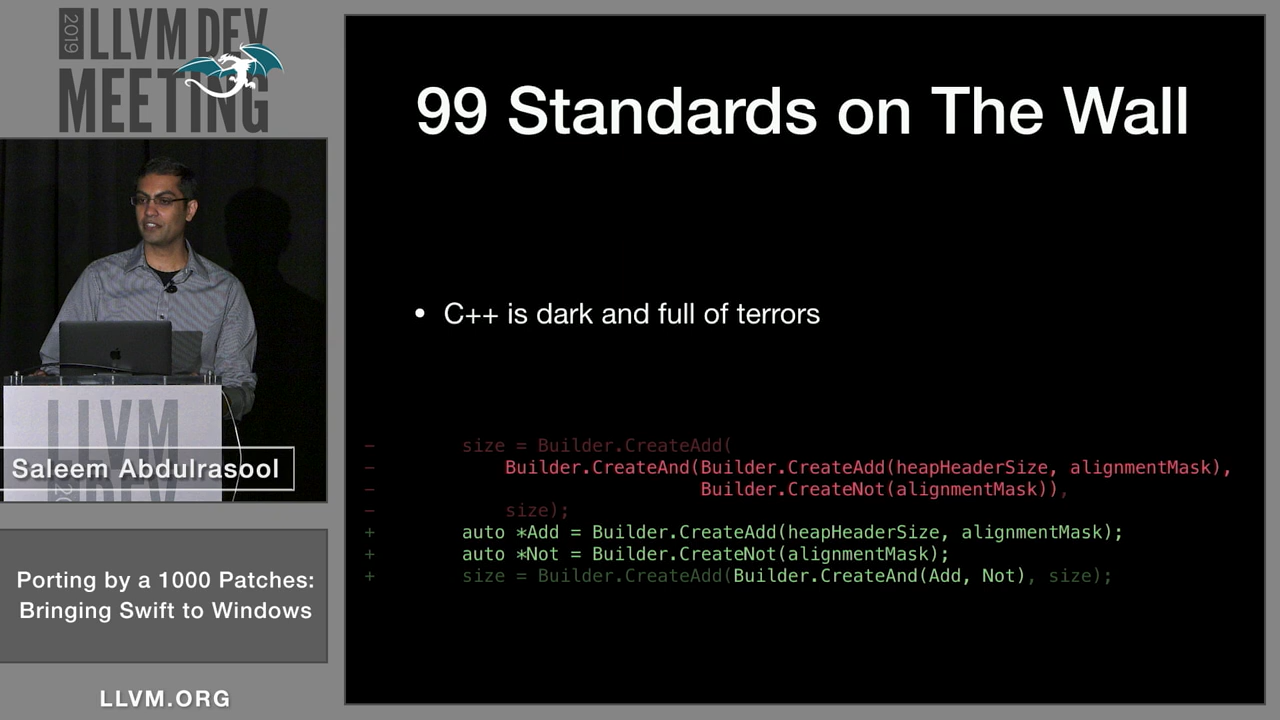 2019 LLVM DEV
MEETING
99 Standards on The Wall
• C++ is dark and full of terrors
-        size = Builder.CreateAdd(
-            Builder.CreateAnd(Builder.CreateAdd(heapHeaderSize, alignmentMask),
-                              Builder.CreateNot(alignmentMask)),
-            size);
+        auto *Add = Builder.CreateAdd(heapHeaderSize, alignmentMask);
+        auto *Not = Builder.CreateNot(alignmentMask);
+        size = Builder.CreateAdd(Builder.CreateAnd(Add, Not), size);
LLVM
Saleem Abdulrasool
Porting by a 1000 Patches:
Bringing Swift to Windows
LLVM.ORG